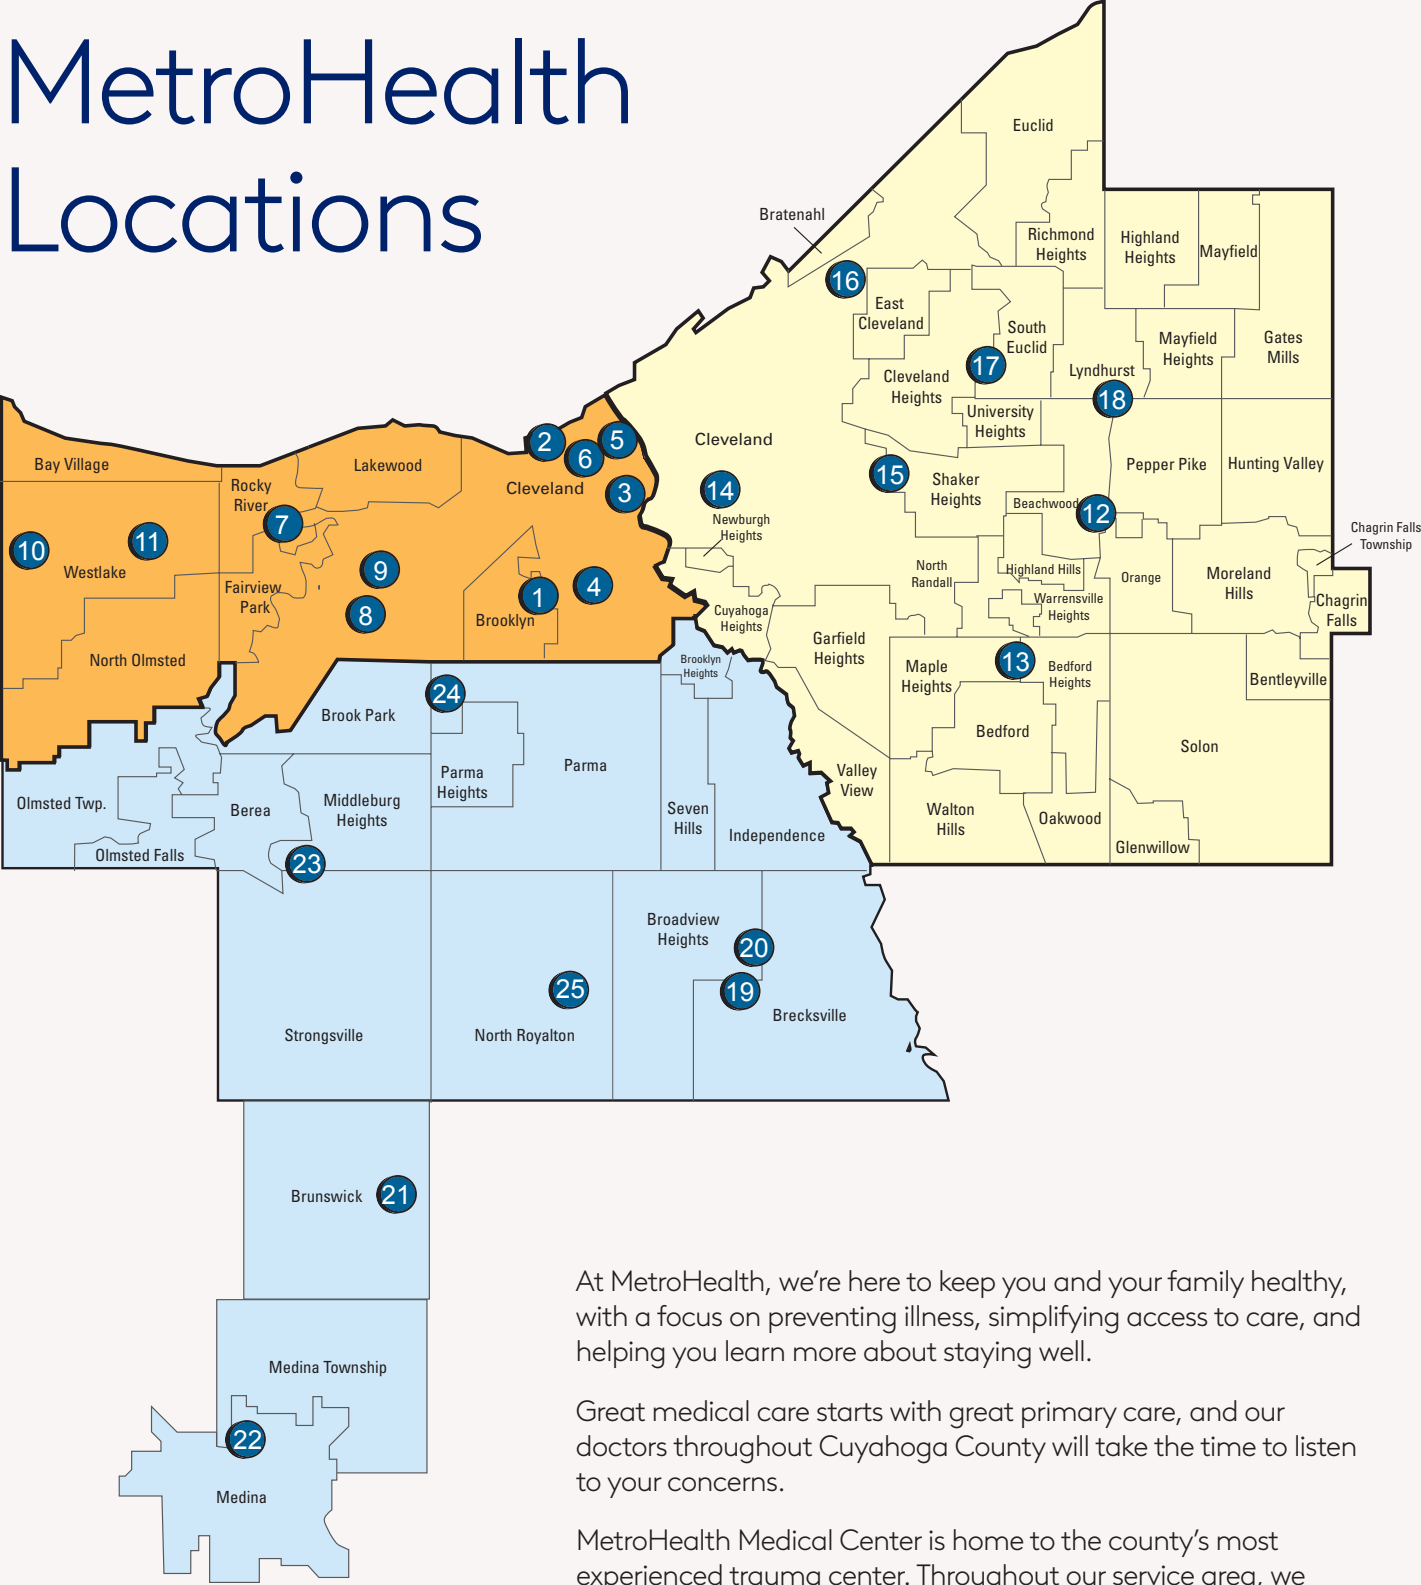 MetroHealth
Locations
Euclid
Bratenahl
Richmond
Heights
Highland
Heights
Mayfield
16
East
Cleveland
South
Euclid
Mayfield
Heights
Gates
Mills
17
Lyndhurst
18
Cleveland
Heights
University
Heights
Cleveland
14
15
Shaker
Heights
Pepper Pike
Hunting Valley
Beachwood
12
Newburgh
Heights
Chagrin Falls
Township
North
Randall
Highland Hills
Orange
Moreland
Hills
Warrensville
Heights
Chagrin
Falls
Cuyahoga
Heights
Garfield
Heights
Maple
Heights
13
Bedford
Heights
Bentleyville
Bedford
Solon
Valley
View
Walton
Hills
Oakwood
Glenwillow
Bay Village
Lakewood
Rocky
River
7
2
6
5
Cleveland
3
10
11
Westlake
9
8
Fairview
Park
1
4
Brooklyn
North Olmsted
Brooklyn
Heights
24
Brook Park
Parma
Heights
Parma
Olmsted Twp.
Berea
Middleburg
Heights
Seven
Hills
Independence
Olmsted Falls
23
Broadview
Heights
20
19
25
Strongsville
North Royalton
Brecksville
Brunswick
21
Medina Township
22
Medina
At MetroHealth, we’re here to keep you and your family healthy,
with a focus on preventing illness, simplifying access to care, and
helping you learn more about staying well.
Great medical care starts with great primary care, and our
doctors throughout Cuyahoga County will take the time to listen
to your concerns.
MetroHealth Medical Center is home to the county’s most
experienced trauma center. Throughout our service area, we